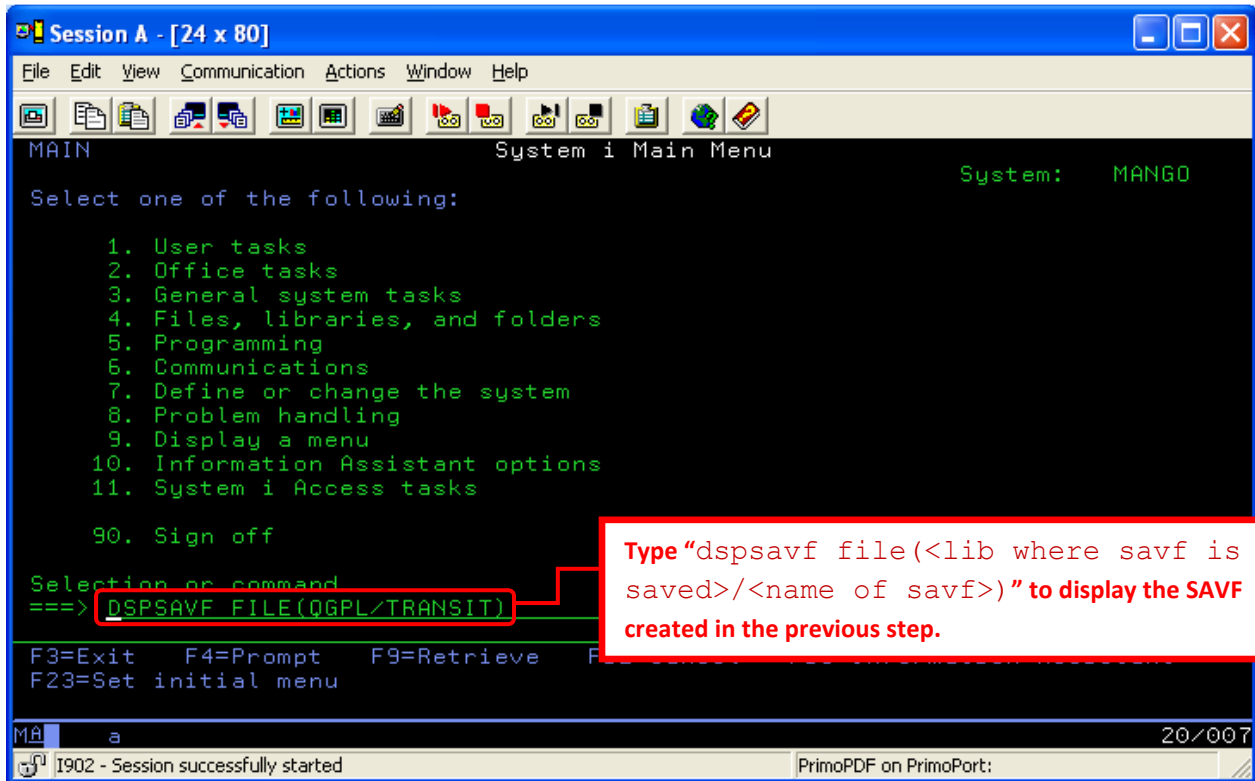 Session A - [24 x 80]
File Edit View Communication Actions Window Help
MAIN System i Main Menu
System: MANGO
Select one of the following:
1. User tasks
2. Office tasks
3. General system tasks
4. Files, libraries, and folders
5. Programming
6. Communications
7. Define or change the system
8. Problem handling
9. Display a menu
10. Information Assistant options
11. System i Access tasks
90. Sign off
Type “dspsavf file(<lib where savf is
saved>/<name of savf>)” to display the SAVF
created in the previous step.
Selection or command
===> DSPSAVF FILE(QGPL/TRANSIT)
F3=Exit F4=Prompt F9=Retrieve
F23=Set initial menu
MA a 20/007
I902 - Session successfully started PrimoPDF on PrimoPort: